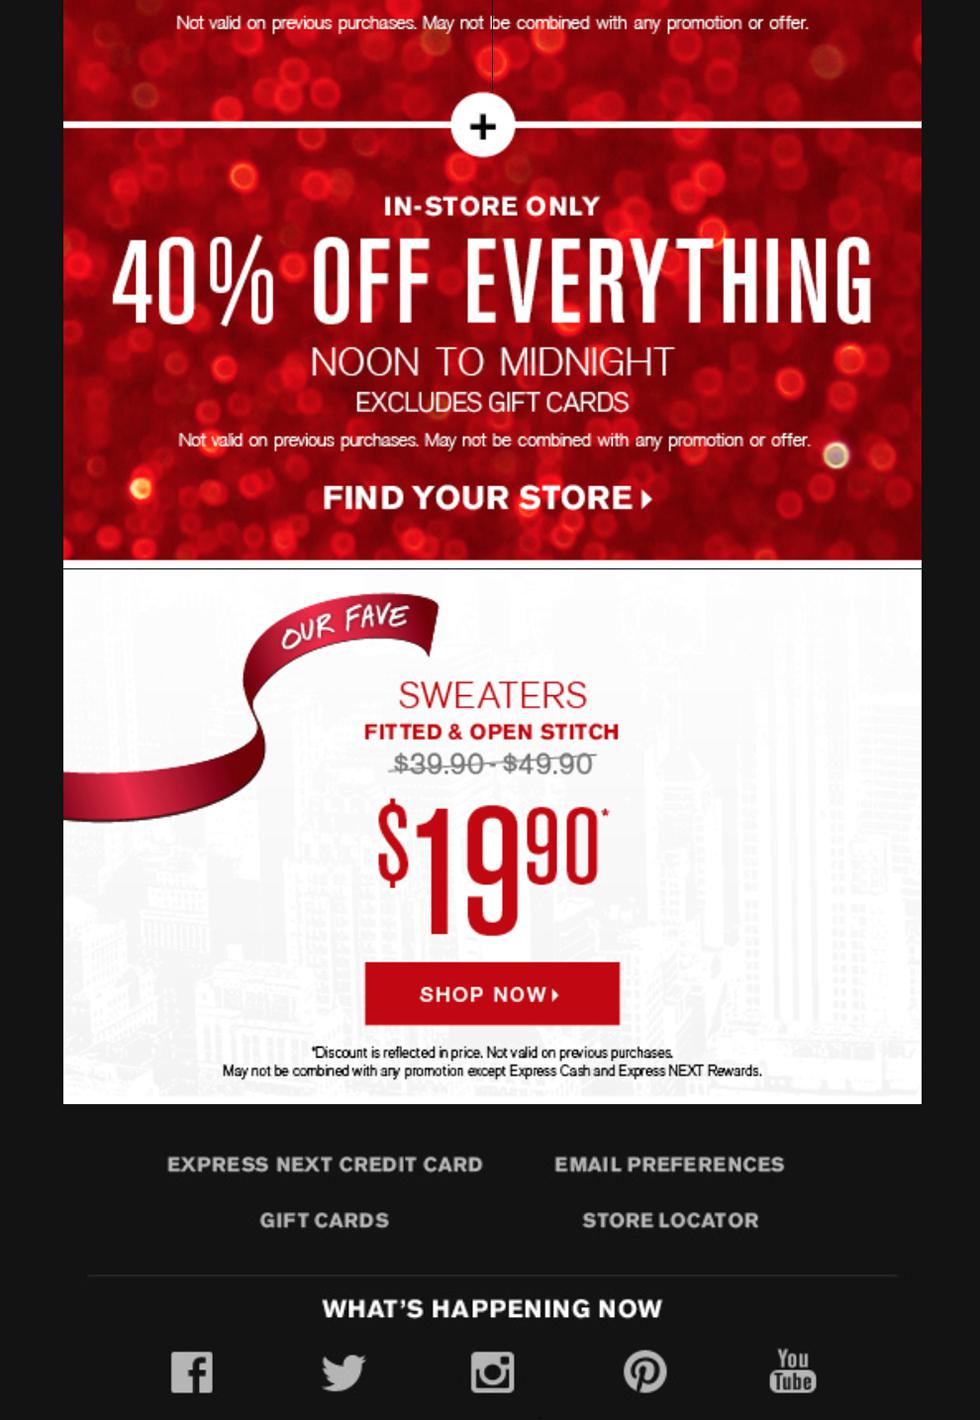 Not valid on previous purchases. May not be combined with any promotion or offer.
+
IN-STORE ONLY
40% OFF EVERYTHING
NOON TO MIDNIGHT
EXCLUDES GIFT CARDS
Not valid on previous purchases. May not be combined with any promotion or offer.
FIND YOUR STORE
OUR FAVE
SWEATERS
FITTED & OPEN STITCH
$39.90 - $49.90
$19.90*
SHOP NOW
*Discount is reflected in price. Not valid on previous purchases.
May not be combined with any promotion except Express Cash and Express NEXT Rewards.
EXPRESS NEXT CREDIT CARD EMAIL PREFERENCES
GIFT CARDS STORE LOCATOR
WHAT'S HAPPENING NOW
You
Tube